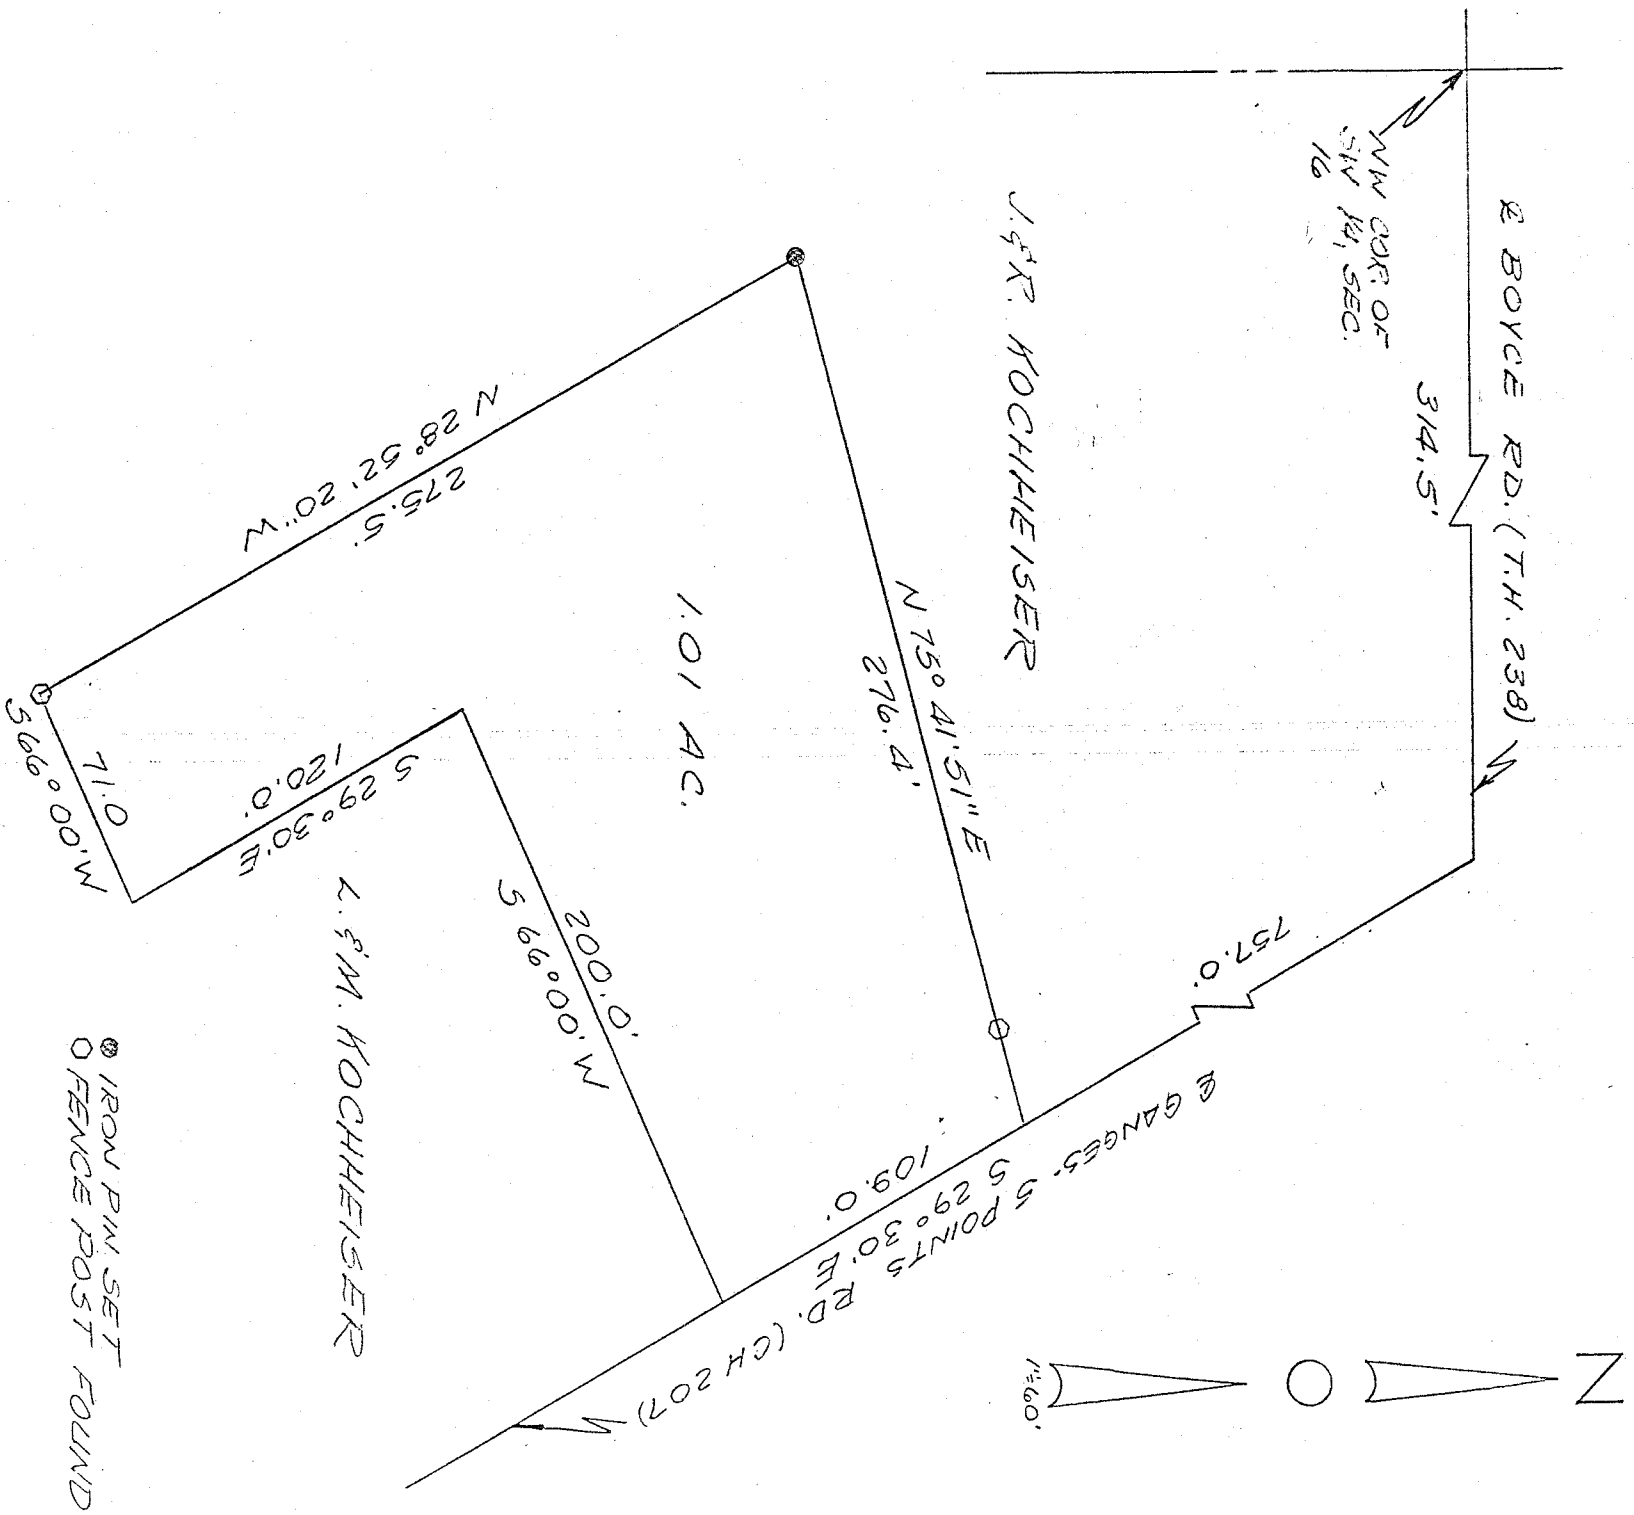 ℄ BOYCE RD. (T.H. 238)
314.5'
NW COR. OF
SW 1/4, SEC.
16
J. & R. KOCHHEISER
757.0'
N 75° 41' 51" E
276.4'
℄ GANGES - 5 POINTS RD. (CH 207)
S 29° 30' E
109.0'
1.01 AC.
N 28° 52' 20" W
275.5'
200.0'
S 66° 00' W
S 29° 30' E
120.0'
71.0
S 66° 00' W
L. & M. KOCHHEISER
IRON PIN SET
FENCE POST FOUND
N
1"=60'